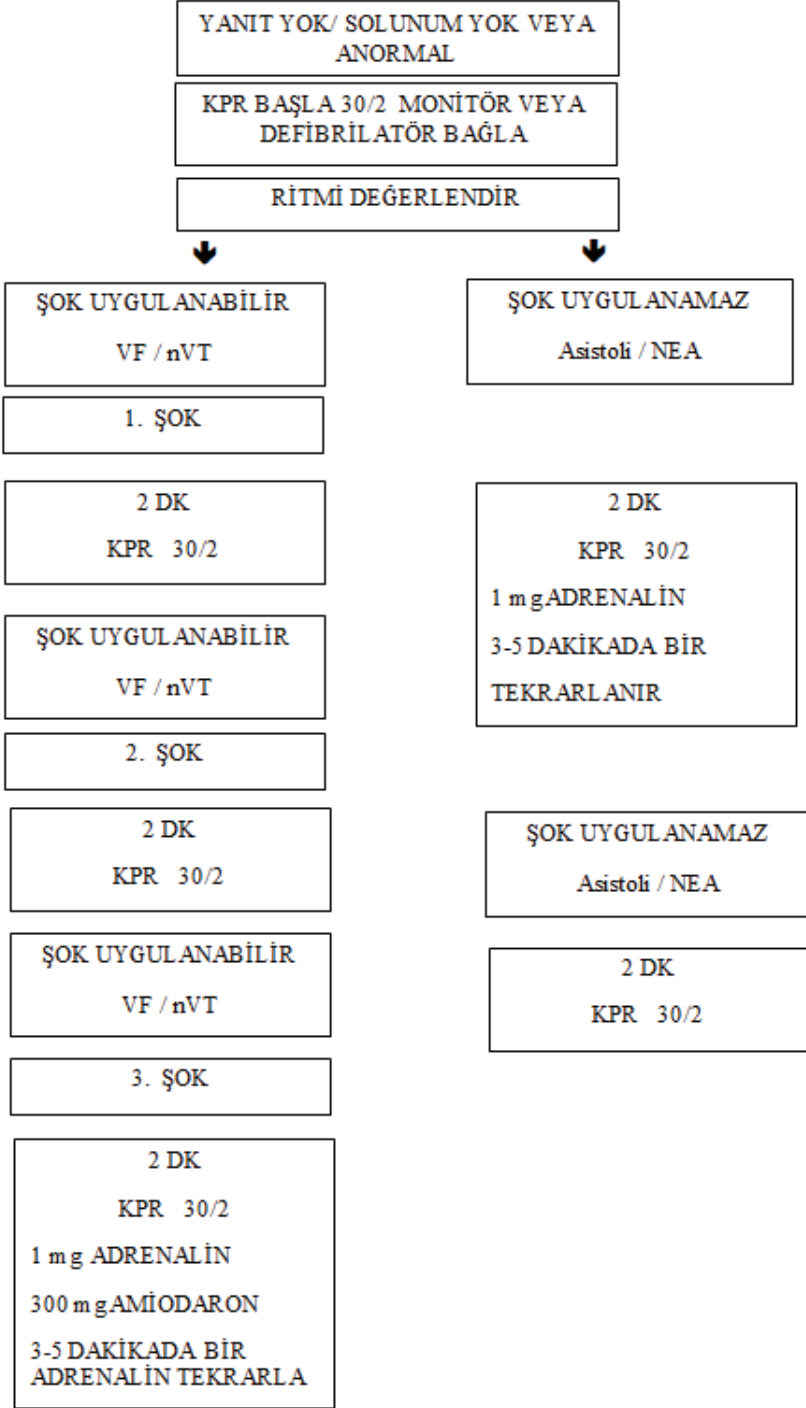 YANIT YOK/ SOLUNUM YOK VEYA
ANORMAL
KPR BAŞLA 30/2 MONİTÖR VEYA
DEFİBRİLATÖR BAĞLA
RİTMİ DEĞERLENDİR
ŞOK UYGULANABİLİR
VF / nVT
1. ŞOK
2 DK
KPR 30/2
ŞOK UYGULANABİLİR
VF / nVT
2. ŞOK
2 DK
KPR 30/2
ŞOK UYGULANABİLİR
VF / nVT
3. ŞOK
2 DK
KPR 30/2
1 mg ADRENALİN
300 mgAMİODARON
3-5 DAKİKADA BİR
ADRENALİN TEKRARLA
ŞOK UYGULANAMAZ
Asistoli / NEA
2 DK
KPR 30/2
1 mgADRENALİN
3-5 DAKİKADA BİR
TEKRARLANIR
ŞOK UYGULANAMAZ
Asistoli / NEA
2 DK
KPR 30/2